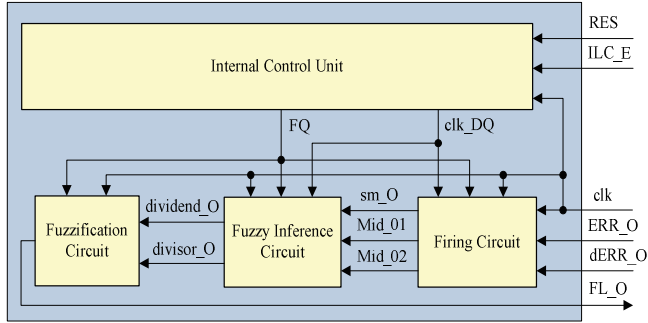 RES
ILC_E
Internal Control Unit
FQ
clk_DQ
clk
ERR_O
dERR_O
FL_O
sm_O
Mid_01
Mid_02
dividend_O
divisor_O
Fuzzification
Circuit
Fuzzy Inference
Circuit
Firing Circuit